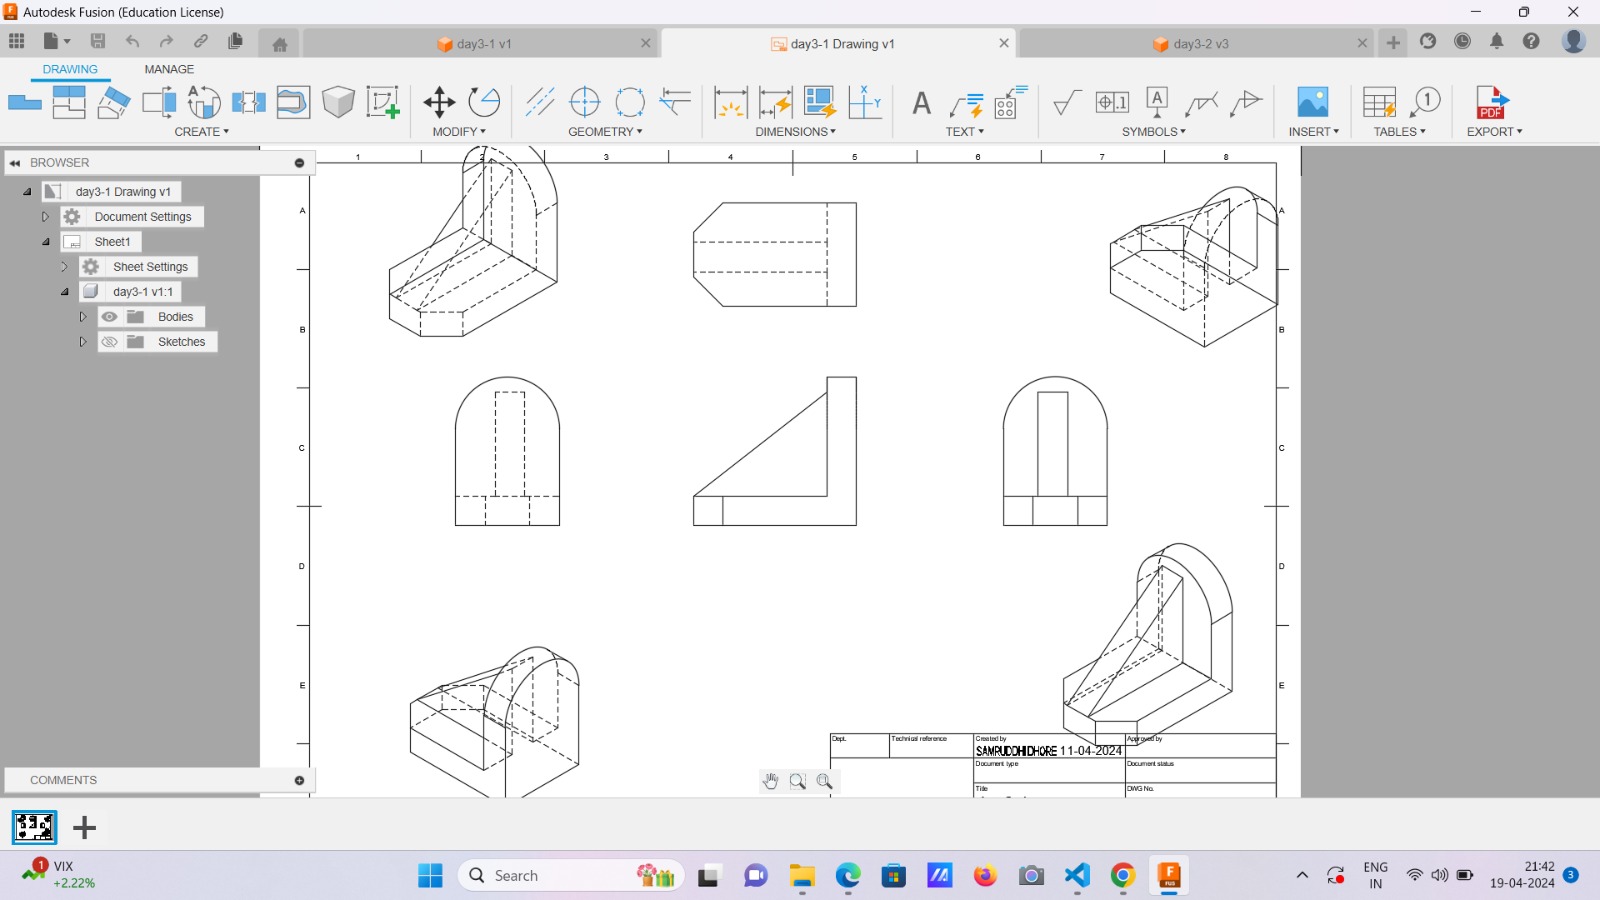 Autodesk Fusion (Education License)
day3-1 v1
day3-1 Drawing v1
day3-2 v3
DRAWING
MANAGE
CREATE
MODIFY
GEOMETRY
DIMENSIONS
TEXT
SYMBOLS
INSERT
TABLES
EXPORT
BROWSER
day3-1 Drawing v1
Document Settings
Sheet1
Sheet Settings
day3-1 v1:1
Bodies
Sketches
1 2 3 4 5 6 7 8
A A
B B
C C
D D
E E
Dept.
Technical reference
Created by
Approved by
SAMRUDDHI DHORE 11-04-2024
Document type
Document status
Title
DWG No.
COMMENTS
1
VIX
+2.22%
Search
ENG
IN
21:42
19-04-2024
3